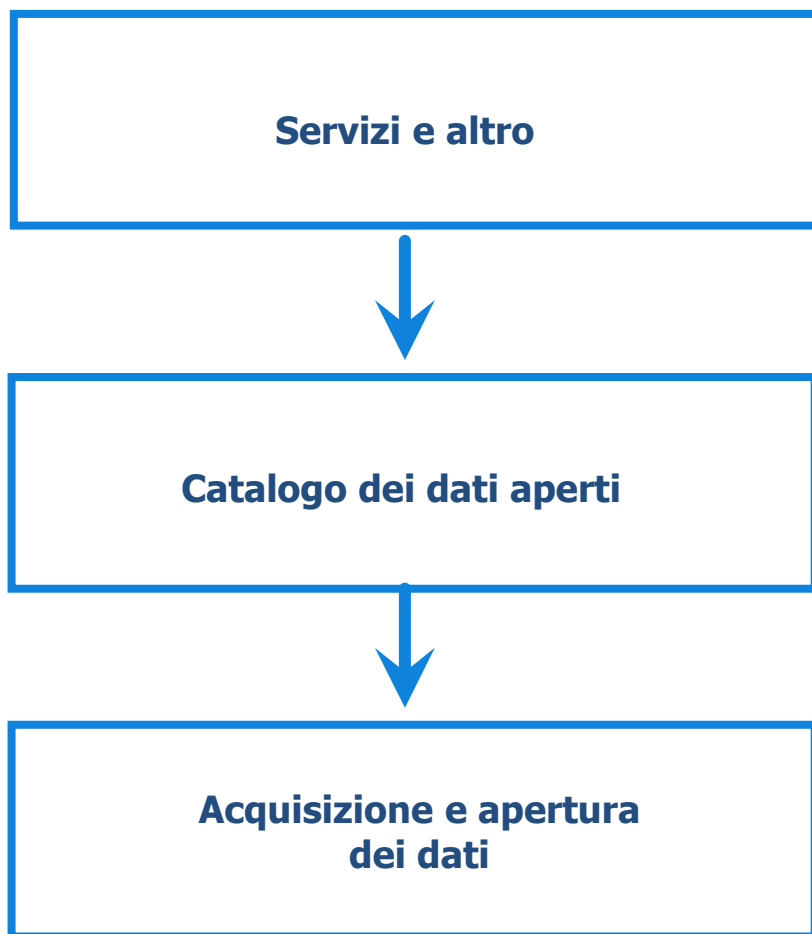 Servizi e altro
Catalogo dei dati aperti
Acquisizione e apertura
dei dati